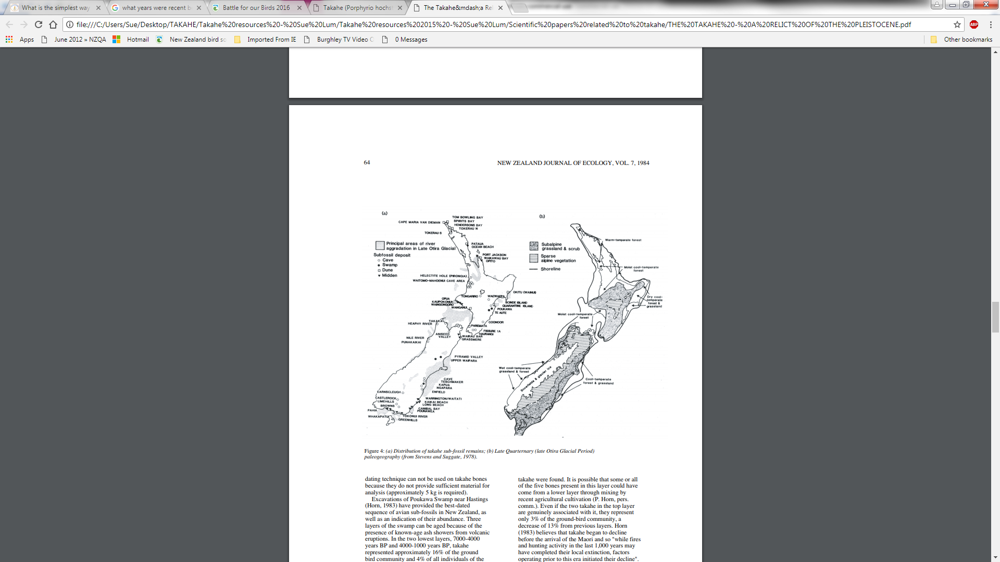 What is the simplest way
what years were recent b
Battle for our Birds 2016
Takahe (Porphyrio hochst
The Takahe&mdash;a Re
file:///C:/Users/Sue/Desktop/TAKAHE/Takahe%20resources%20-%20Sue%20Lum/Takahe%20resources%202015%20-%20Sue%20Lum/Scientific%20papers%20related%20to%20takahe/THE%20TAKAHE%20-%20A%20RELICT%20OF%20THE%20PLEISTOCENE.pdf
ABP
Apps
June 2012 » NZQA
Hotmail
New Zealand bird so
Imported From IE
Burghley TV Video C
0 Messages
Other bookmarks
64
NEW ZEALAND JOURNAL OF ECOLOGY, VOL. 7, 1984
(a)
TOM BOWLING BAY
SPIRITS BAY
HENDERSONS BAY
TOKERAU N
CAPE MARIA VAN DIEMAN
TOKERAU S
Principal areas of river
aggradation in Late Otira Glacial
Subfossil deposit
Cave
Swamp
Dune
Midden
PATAUA
OCEAN BEACH
PORT JACKSON
WAIKAWAU BAY
OPITO
HELECTITE HOLE (PIRONGIA)
WAITOMO-MAHOENUI CAVE AREA
TONGARIRO
OKITU (WAINUI)
SCINDE ISLAND
QUARANTINE ISLAND
POUKAWA
TE AUTE
OPUA
KAUPOKONUI
WAINGONGORO
WANGANUI
COONOOR
TAKAKA
HEAPHY RIVER
PAREMATA
FISSURE 1A
HAURANGI
ANISEED
VALLEY
WAIRAU BAR
GRASSMERE
NILE RIVER
PUNAKAIKAI
PYRAMID VALLEY
UPPER WAIPARA
CAVE
TESCHMAKER
KAPUA
NGAPARA
ENFIELD
EARNSCLEUGH
CASTLEROCK
LIMEHILLS
BROWNS
WARRINGTON/WAITATI
KAIKAI BEACH
LONG BEACH
CANIBAL BAY
POUNAWEA
PAHIA
WHAKAPATU
TOKONUI RIVER
GREENHILLS
(b)
Subalpine
grassland & scrub
Sparse
alpine vegetation
Shoreline
Warm-temperate forest
Moist cool-temperate
forest
Dry cool-
temperate
forest &
grassland
Moist cool-temperate
forest
Wet cool-temperate
grassland & forest
Snowfields & glacier ice
Cool-temperate
forest & grassland
Figure 4: (a) Distribution of takahe sub-fossil remains; (b) Late Quarternary (late Otira Glacial Period)
paleogeography (from Stevens and Suggate, 1978).
dating technique can not be used on takahe bones
because they do not provide sufficient material for
analysis (approximately 5 kg is required).
Excavations of Poukawa Swamp near Hastings
(Horn, 1983) have provided the best-dated
sequence of avian sub-fossils in New Zealand, as
well as an indication of their abundance. Three
layers of the swamp can be aged because of the
presence of known-age ash showers from volcanic
eruptions. In the two lowest layers, 7000-4000
years BP and 4000-1000 years BP, takahe
represented approximately 16% of the ground
bird community and 4% of all individuals of the
takahe were found. It is possible that some or all
of the five bones present in this layer could have
come from a lower layer through mixing by
recent agricultural cultivation (P. Horn, pers.
comm.). Even if the two takahe in the top layer
are genuinely associated with it, they represent
only 3% of the ground-bird community, a
decrease of 13% from previous layers. Horn
(1983) believes that takahe began to decline
before the arrival of the Maori and so "while fires
and hunting activity in the last 1,000 years may
have completed their local extinction, factors
operating prior to this era initiated their decline".